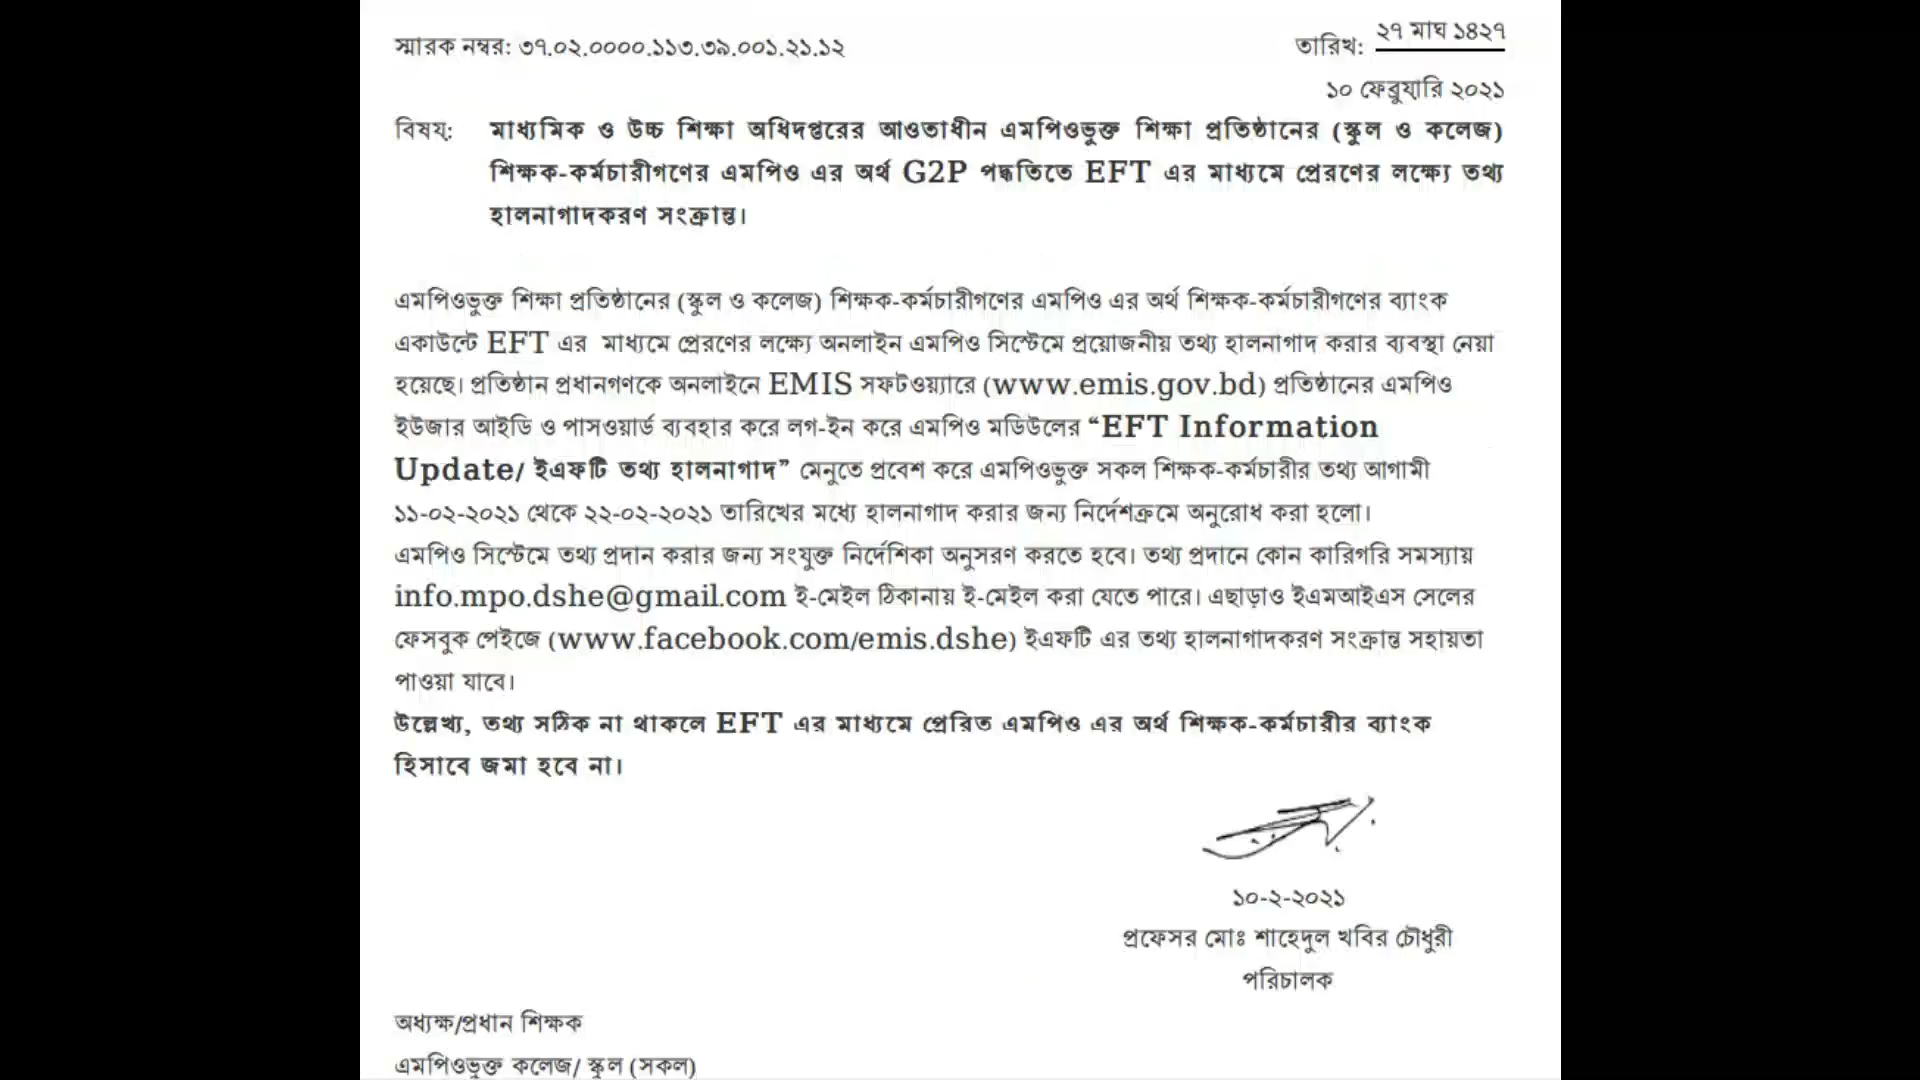 স্মারক নম্বর: ৩৭.০২.০০০০.১১৩.৩৯.০০১.২১.১২
তারিখ: ২৭ মাঘ ১৪২৭
১০ ফেব্রুয়ারি ২০২১
বিষয়: মাধ্যমিক ও উচ্চ শিক্ষা অধিদপ্তরের আওতাধীন এমপিওভুক্ত শিক্ষা প্রতিষ্ঠানের (স্কুল ও কলেজ)
শিক্ষক-কর্মচারীগণের এমপিও এর অর্থ G2P পদ্ধতিতে EFT এর মাধ্যমে প্রেরণের লক্ষ্যে তথ্য
হালনাগাদকরণ সংক্রান্ত।
এমপিওভুক্ত শিক্ষা প্রতিষ্ঠানের (স্কুল ও কলেজ) শিক্ষক-কর্মচারীগণের এমপিও এর অর্থ শিক্ষক-কর্মচারীগণের ব্যাংক
একাউন্টে EFT এর মাধ্যমে প্রেরণের লক্ষ্যে অনলাইন এমপিও সিস্টেমে প্রয়োজনীয় তথ্য হালনাগাদ করার ব্যবস্থা নেয়া
হয়েছে। প্রতিষ্ঠান প্রধানগণকে অনলাইনে EMIS সফটওয়্যারে (www.emis.gov.bd) প্রতিষ্ঠানের এমপিও
ইউজার আইডি ও পাসওয়ার্ড ব্যবহার করে লগ-ইন করে এমপিও মডিউলের “EFT Information
Update/ ইএফটি তথ্য হালনাগাদ” মেনুতে প্রবেশ করে এমপিওভুক্ত সকল শিক্ষক-কর্মচারীর তথ্য আগামী
১১-০২-২০২১ থেকে ২২-০২-২০২১ তারিখের মধ্যে হালনাগাদ করার জন্য নির্দেশক্রমে অনুরোধ করা হলো।
এমপিও সিস্টেমে তথ্য প্রদান করার জন্য সংযুক্ত নির্দেশিকা অনুসরণ করতে হবে। তথ্য প্রদানে কোন কারিগরি সমস্যায়
info.mpo.dshe@gmail.com ই-মেইল ঠিকানায় ই-মেইল করা যেতে পারে। এছাড়াও ইএমআইএস সেলের
ফেসবুক পেইজে (www.facebook.com/emis.dshe) ইএফটি এর তথ্য হালনাগাদকরণ সংক্রান্ত সহায়তা
পাওয়া যাবে।
উল্লেখ্য, তথ্য সঠিক না থাকলে EFT এর মাধ্যমে প্রেরিত এমপিও এর অর্থ শিক্ষক-কর্মচারীর ব্যাংক
হিসাবে জমা হবে না।
১০-২-২০২১
প্রফেসর মোঃ শাহেদুল খবির চৌধুরী
পরিচালক
অধ্যক্ষ/প্রধান শিক্ষক
এমপিওভুক্ত কলেজ/ স্কুল (সকল)